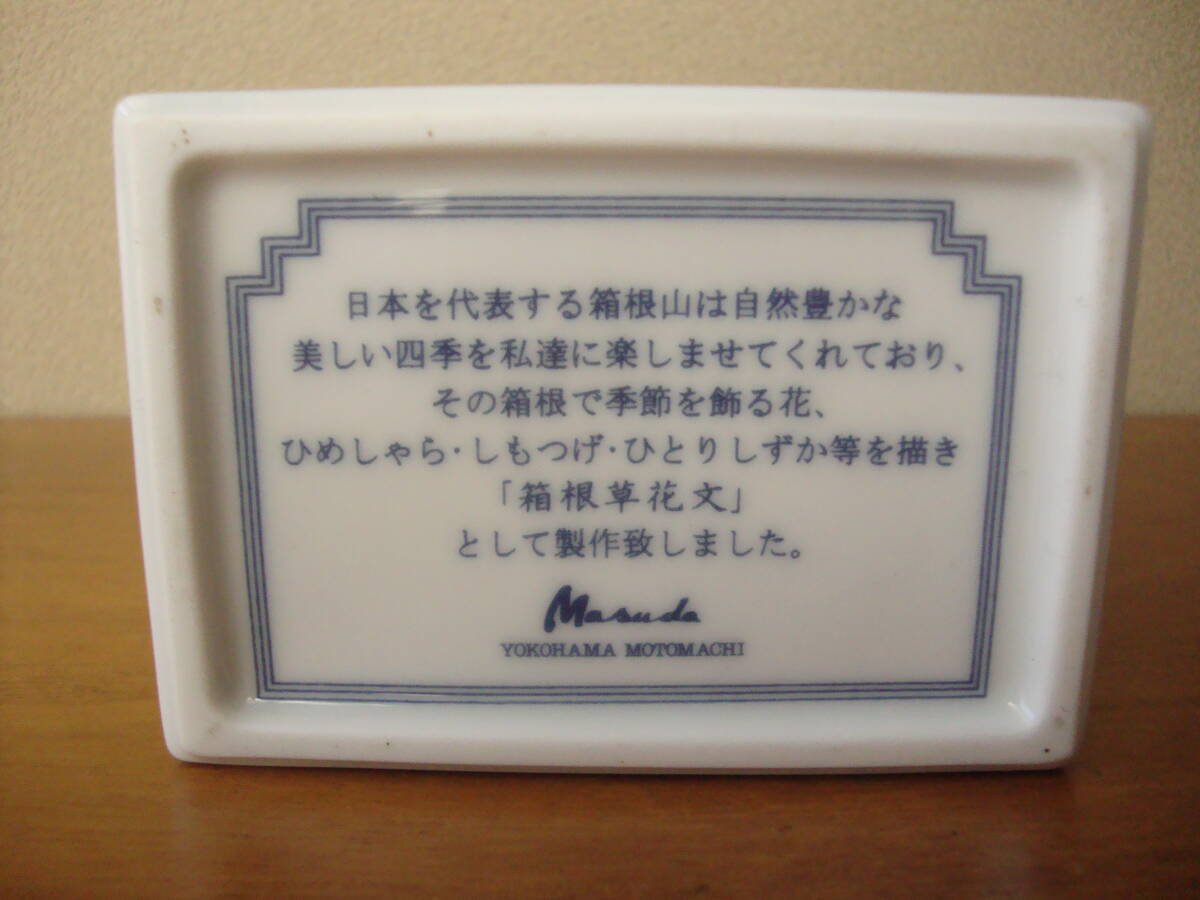 日本を代表する箱根山は自然豊かな
美しい四季を私達に楽しませてくれており、
その箱根で季節を飾る花、
ひめしゃら・しもつげ・ひとりしずか等を描き
「箱根草花文」
として製作致しました。
Masuda
YOKOHAMA MOTOMACHI